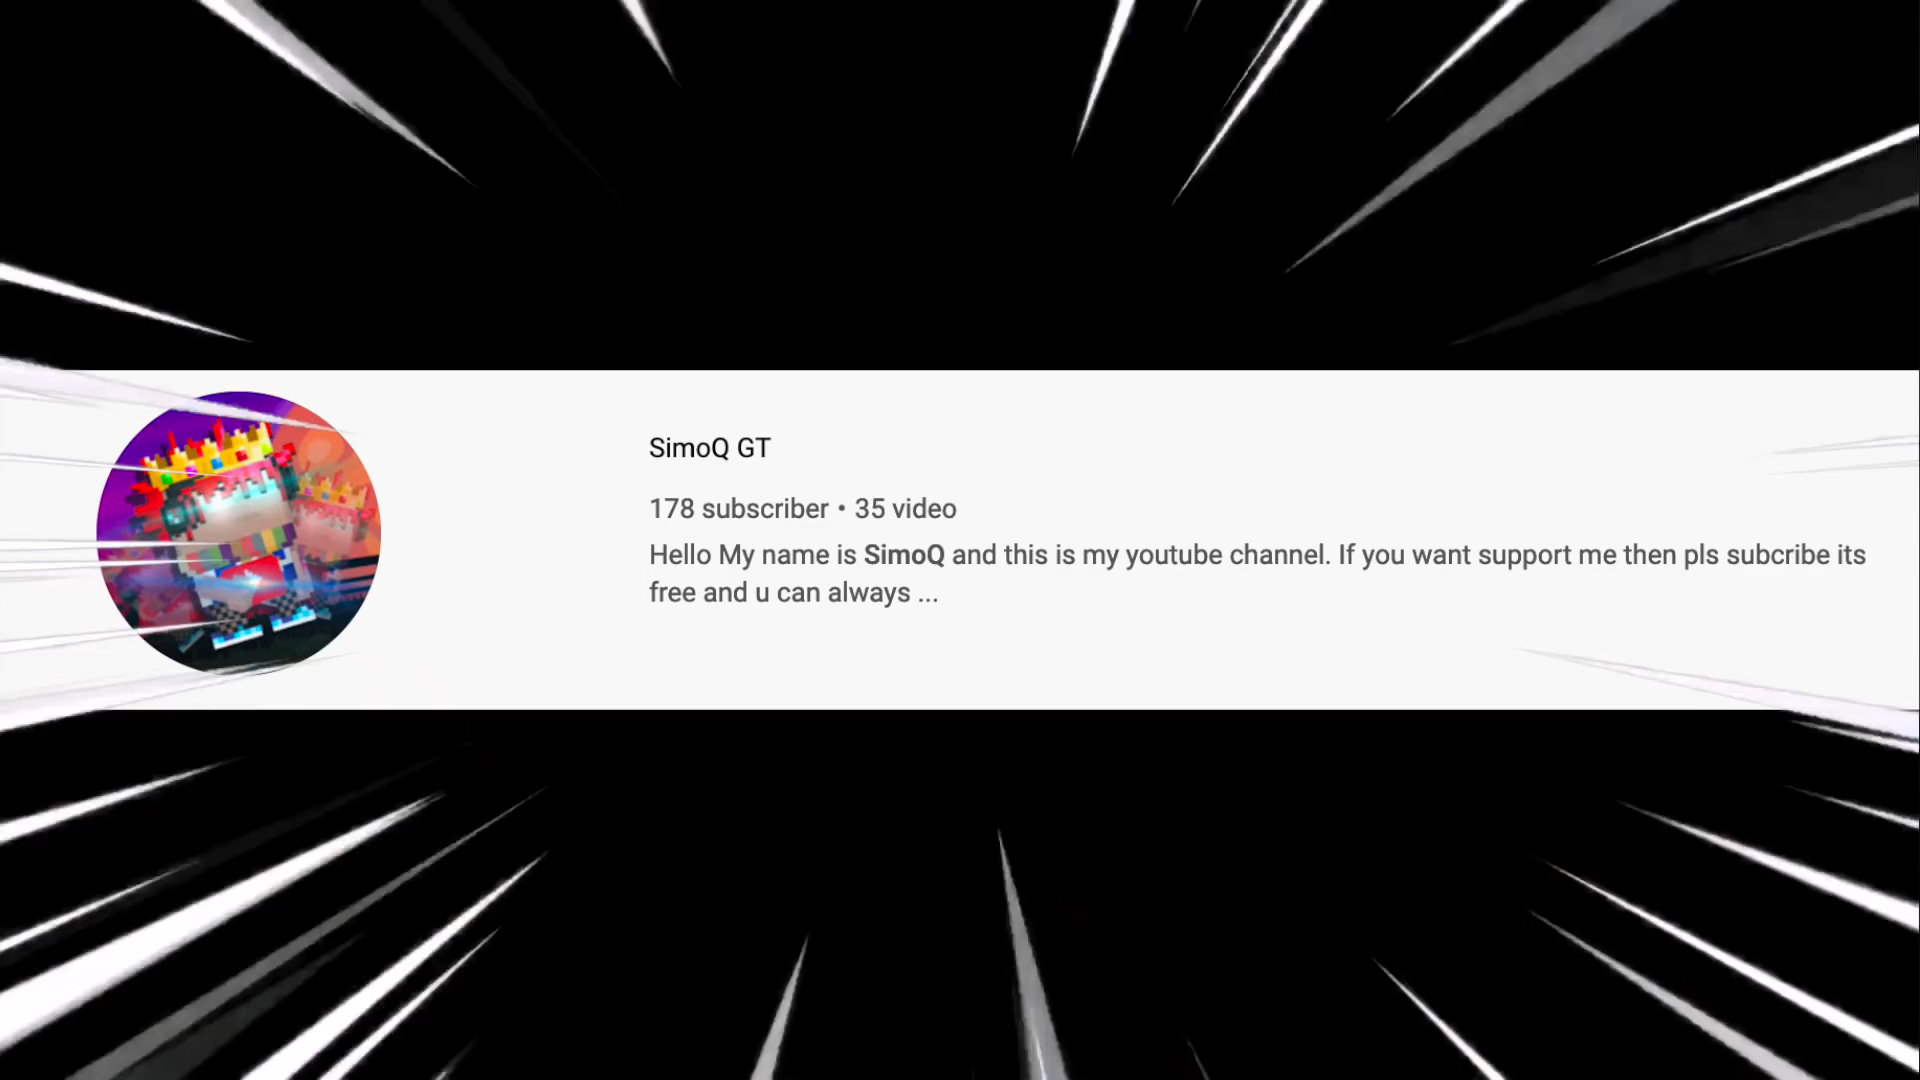 SimoQ GT
178 subscriber • 35 video
Hello My name is SimoQ and this is my youtube channel. If you want support me then pls subcribe its
free and u can always ...